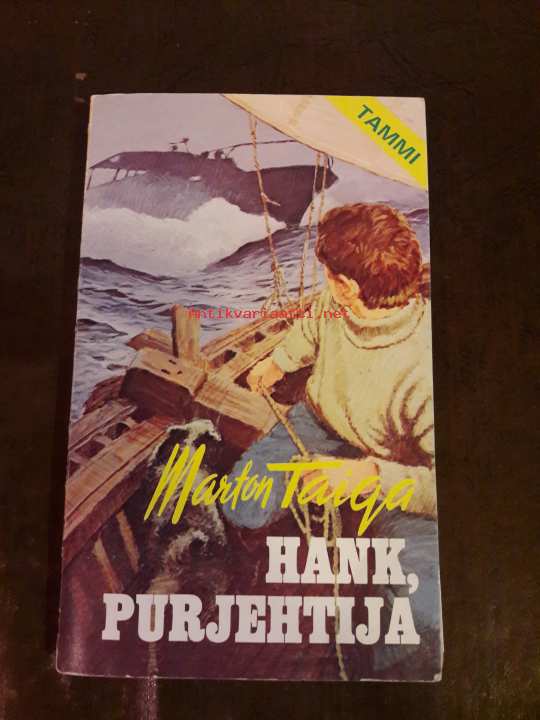 TAMMI
antikvariaatti.net
Marton Taiga
HANK,
PURJEHTIJA